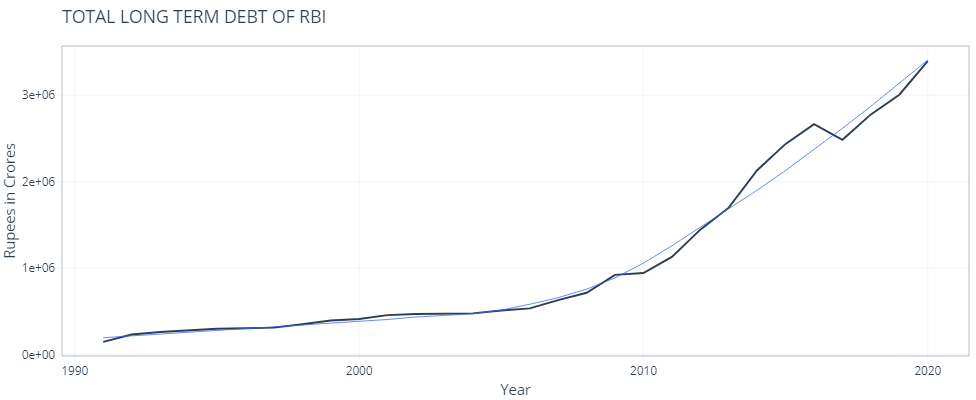 TOTAL LONG TERM DEBT OF RBI
Rupees in Crores
3e+06
2e+06
1e+06
0e+00
1990 2000 2010 2020
Year